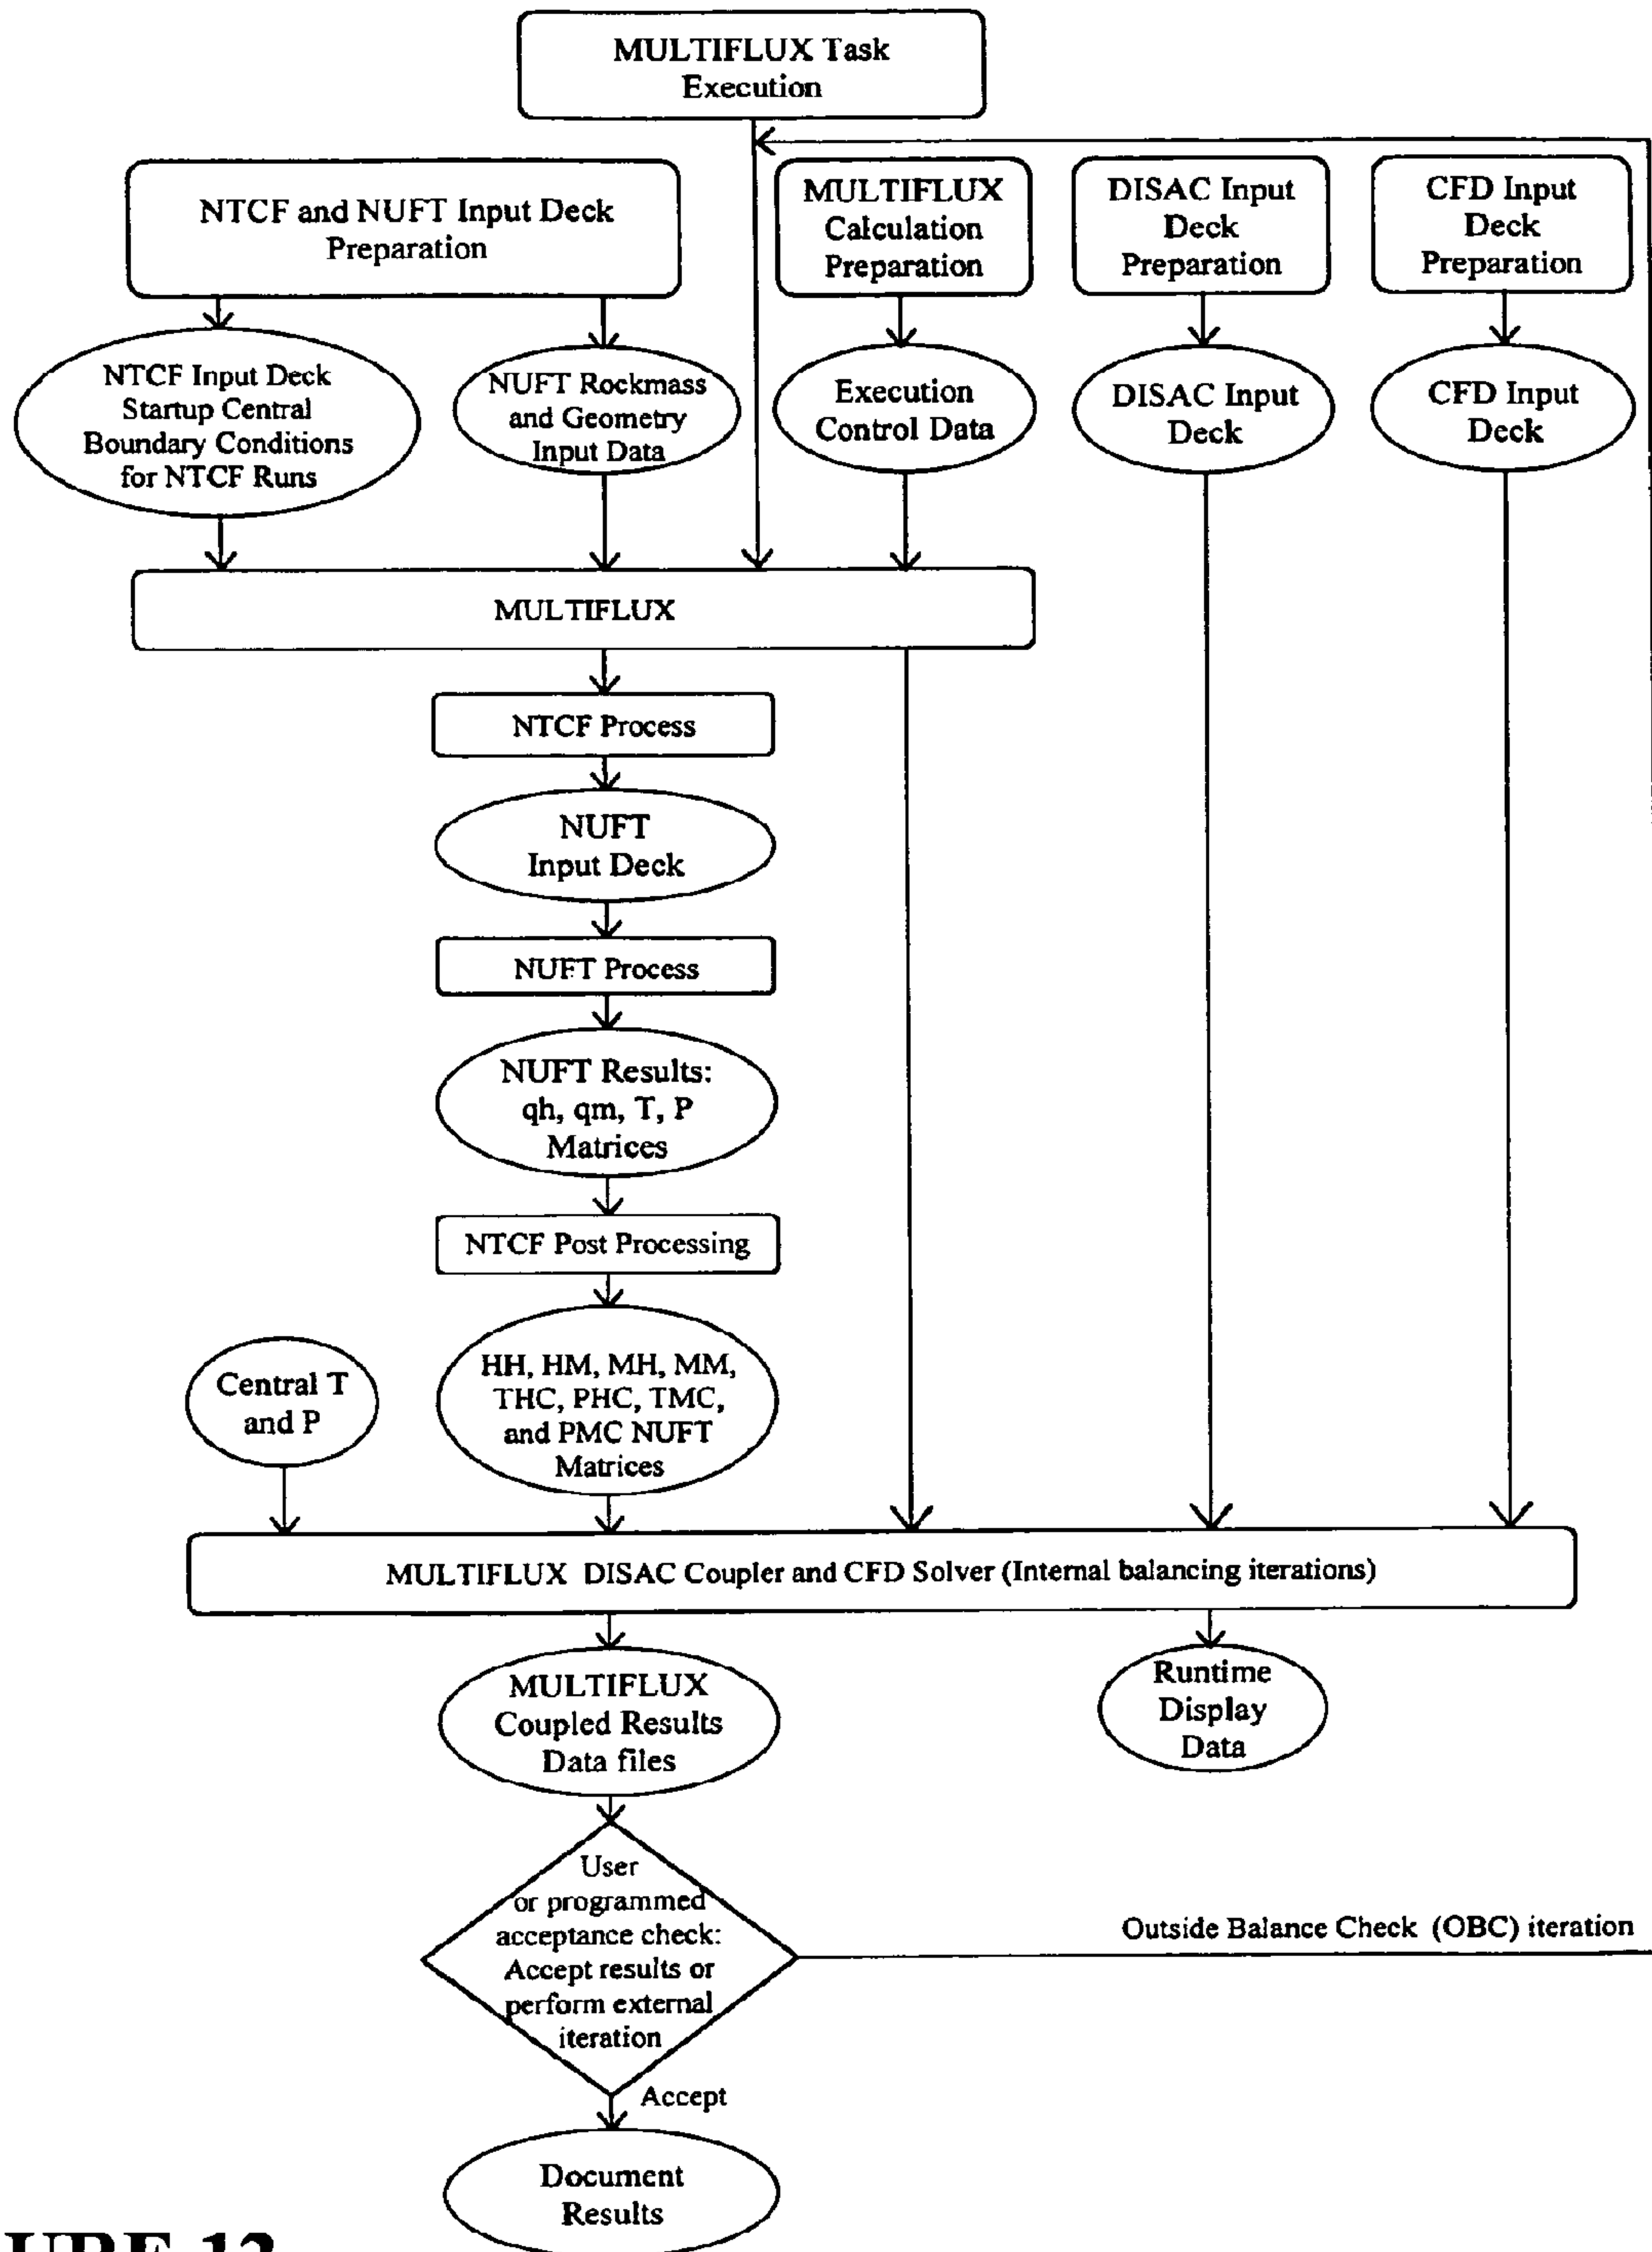 MULTIFLUX Task
Execution
NTCF and NUFT Input Deck
Preparation
MULTIFLUX
Calculation
Preparation
DISAC Input
Deck
Preparation
CFD Input
Deck
Preparation
NTCF Input Deck
Startup Central
Boundary Conditions
for NTCF Runs
NUFT Rockmass
and Geometry
Input Data
Execution
Control Data
DISAC Input
Deck
CFD Input
Deck
MULTIFLUX
NTCF Process
NUFT
Input Deck
NUFT Process
NUFT Results:
qh, qm, T, P
Matrices
NTCF Post Processing
Central T
and P
HH, HM, MH, MM,
THC, PHC, TMC,
and PMC NUFT
Matrices
MULTIFLUX DISAC Coupler and CFD Solver (Internal balancing iterations)
MULTIFLUX
Coupled Results
Data files
Runtime
Display
Data
User
or programmed
acceptance check:
Accept results or
perform external
iteration
Outside Balance Check (OBC) iteration
Accept
Document
Results